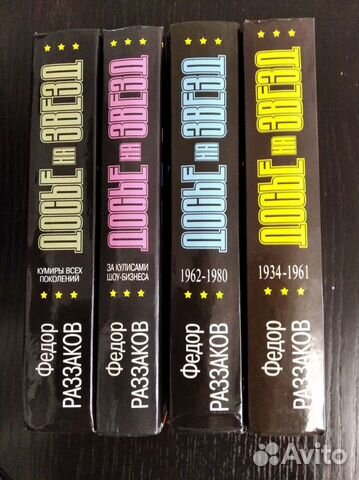 ДОСЬЕ НА ЗВЕЗД
КУМИРЫ ВСЕХ
ПОКОЛЕНИЙ
Федор
РАЗЗАКОВ
ДОСЬЕ НА ЗВЕЗД
ЗА КУЛИСАМИ
ШОУ-БИЗНЕСА
Федор
РАЗЗАКОВ
ДОСЬЕ НА ЗВЕЗД
1962-1980
Федор
РАЗЗАКОВ
ДОСЬЕ НА ЗВЕЗД
1934-1961
Федор
РАЗЗАКОВ
Avito